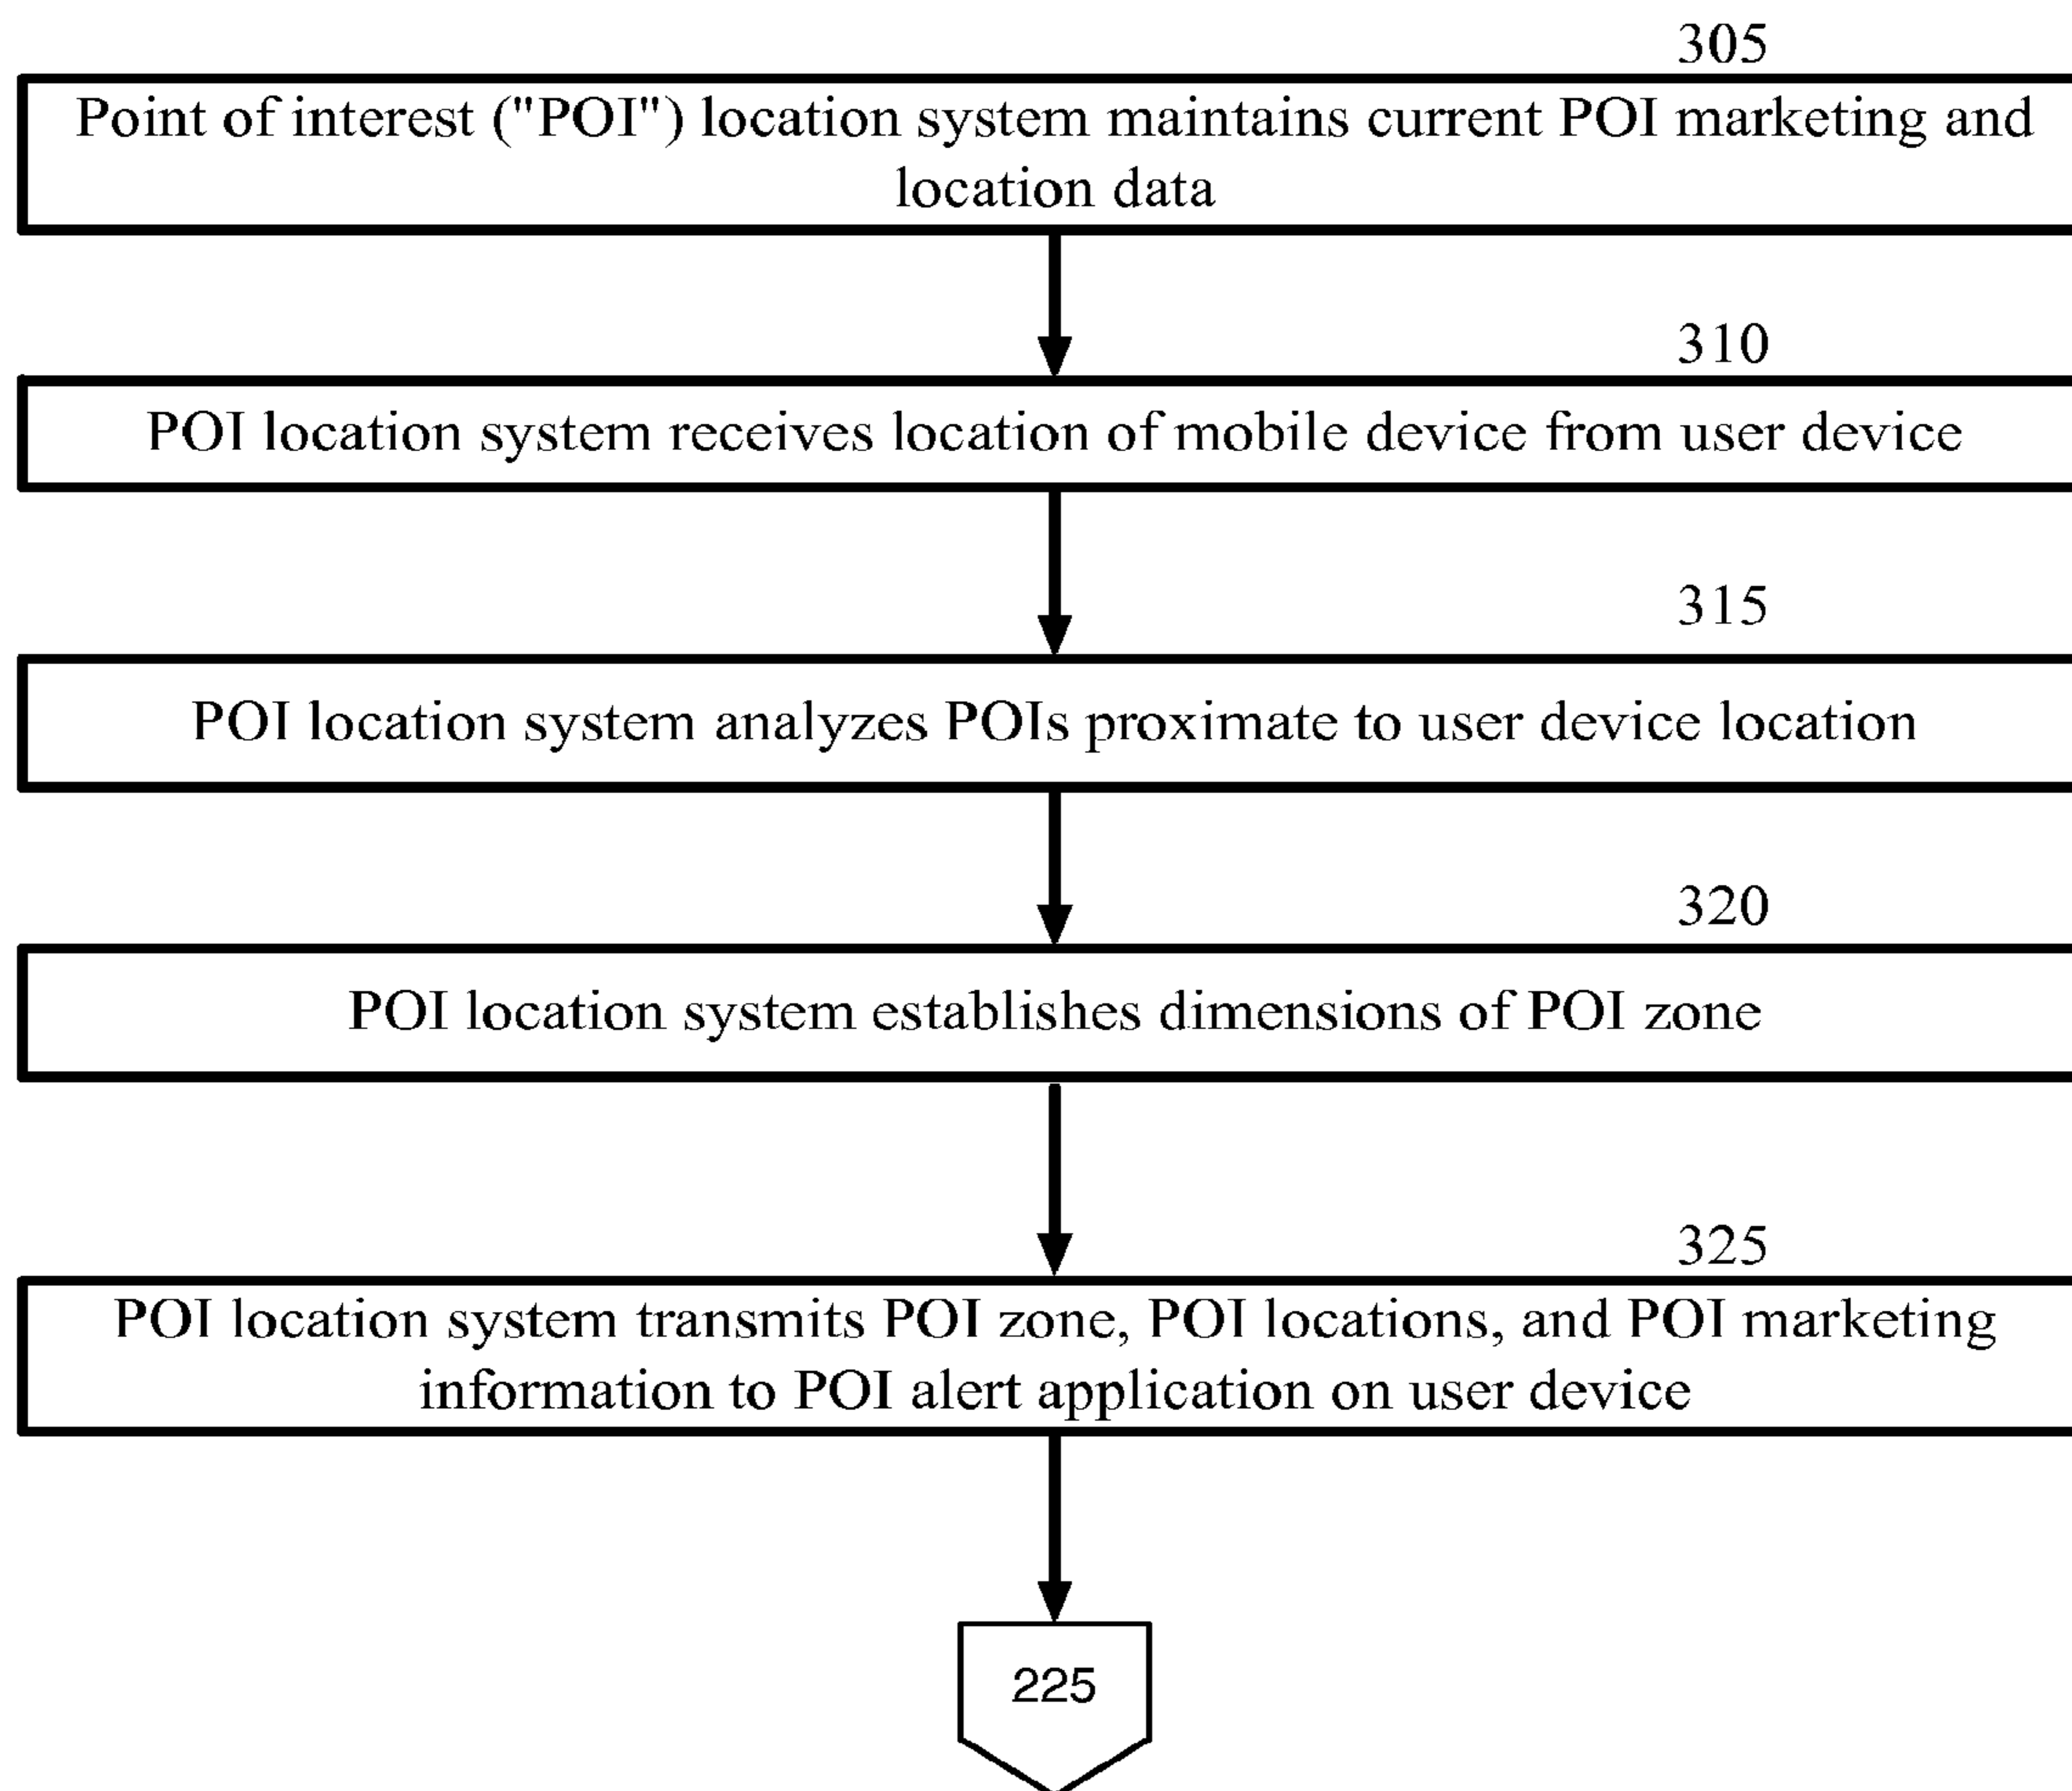 305
Point of interest ("POI") location system maintains current POI marketing and
location data
310
POI location system receives location of mobile device from user device
315
POI location system analyzes POIs proximate to user device location
320
POI location system establishes dimensions of POI zone
325
POI location system transmits POI zone, POI locations, and POI marketing
information to POI alert application on user device
225